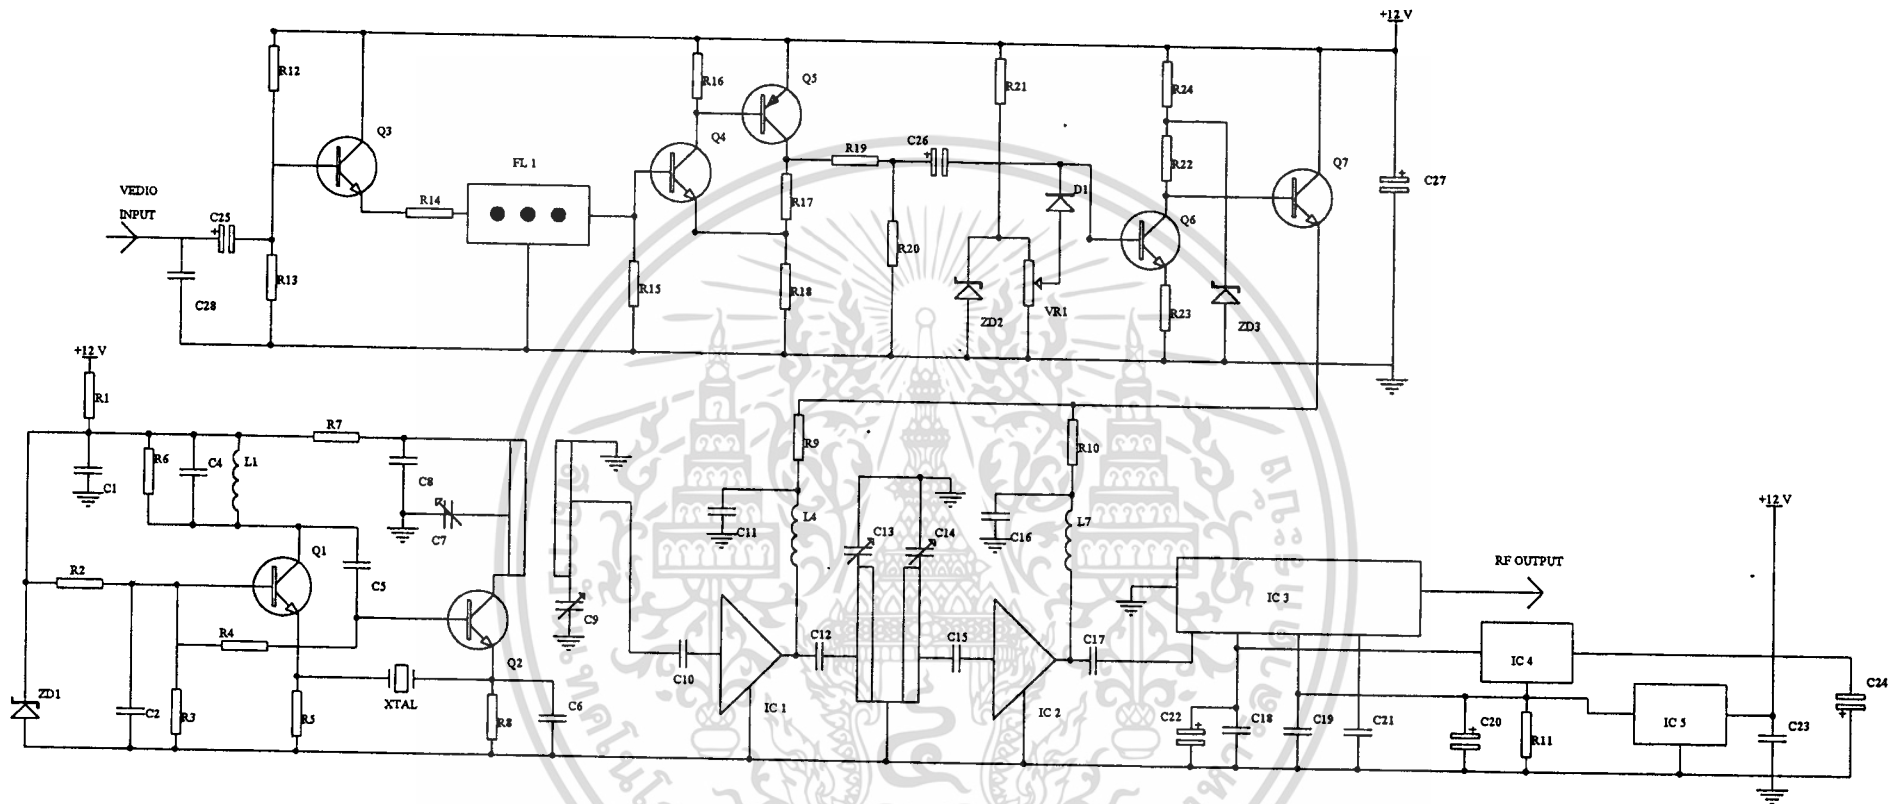 +12 V
R12
Q3
R16
Q5
R21
R24
Q4
FL 1
C26
R19
R22
Q7
C27
VEDIO
INPUT
C25
R14
R17
D1
Q6
R13
R20
C28
R15
R18
ZD2
VR1
R23
ZD3
+12 V
R1
R7
R9
R10
R6
C4
L1
C8
C1
C7
C11
L4
C13
C14
C16
L7
+12 V
Q1
R2
C5
RF OUTPUT
IC 3
R4
C9
C12
C15
C17
Q2
C10
IC 4
ZD1
XTAL
C24
C2
R3
R5
R8
C6
IC 1
IC 2
C22
C18
C19
C21
C20
R11
IC 5
C23